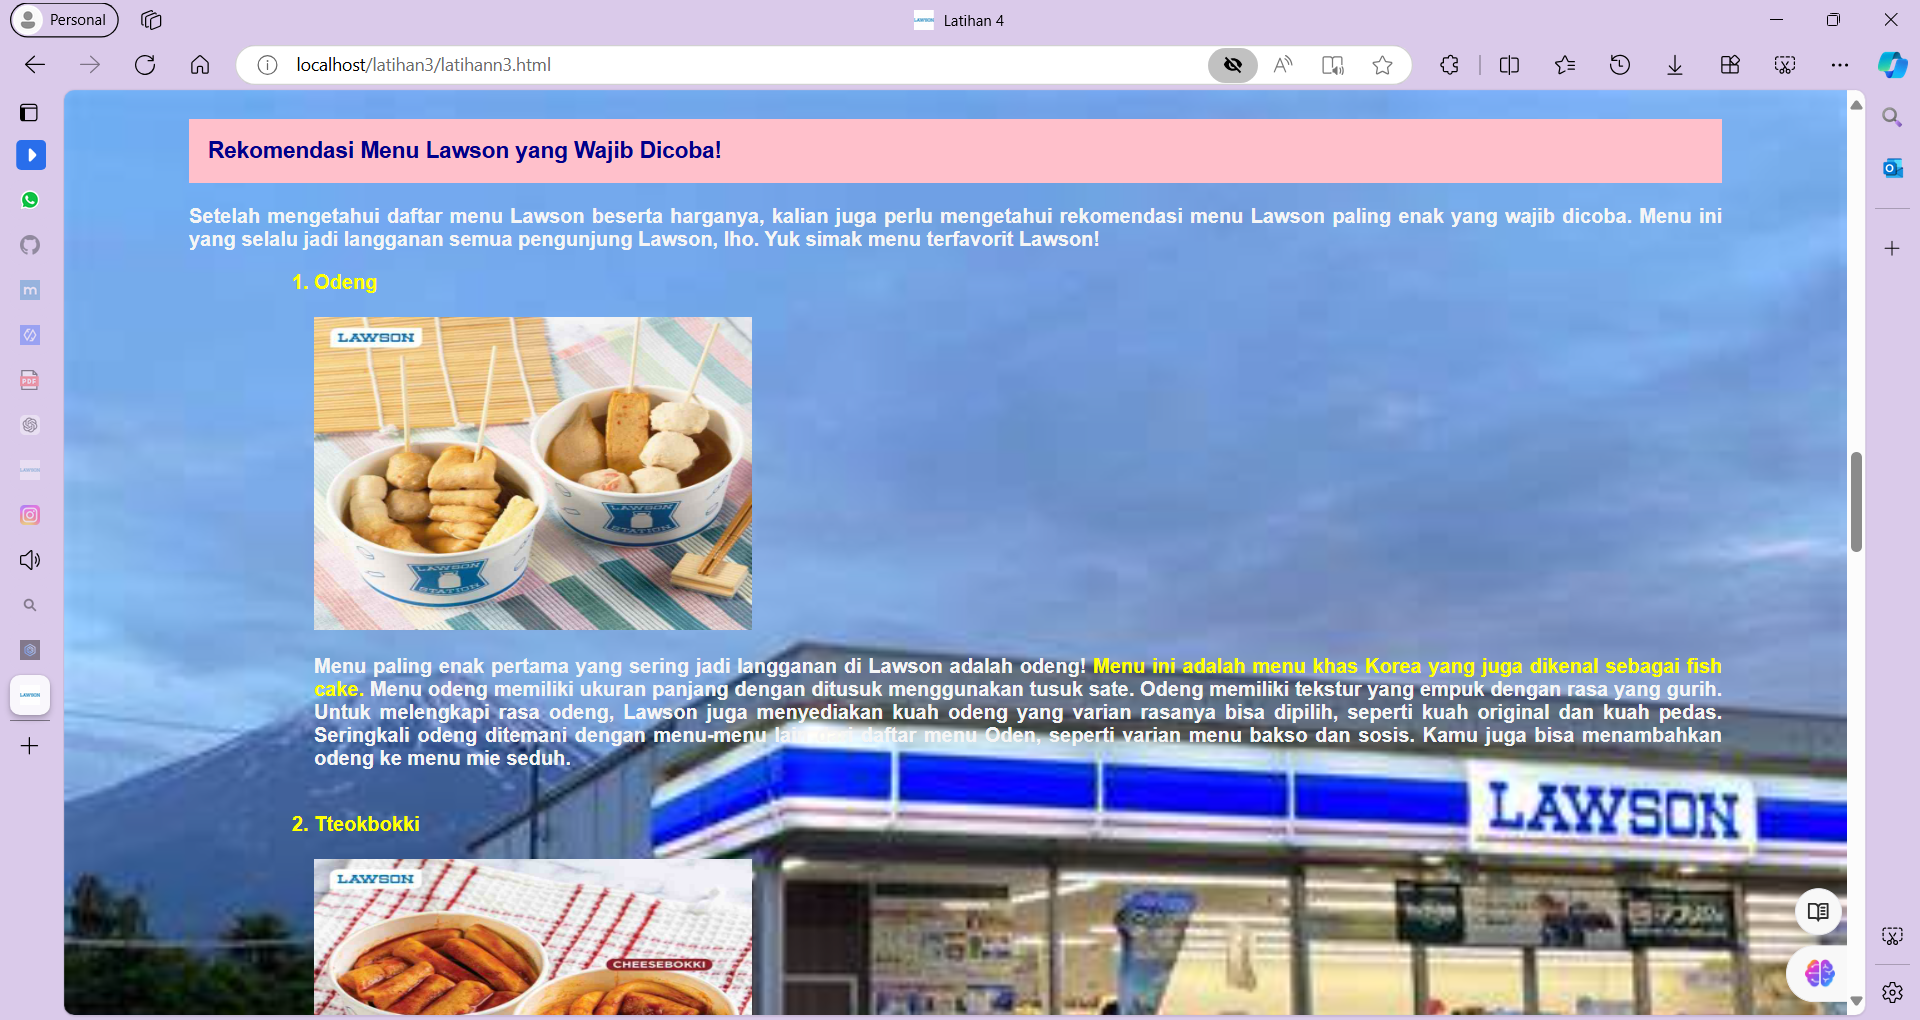 Personal
Latihan 4
localhost/latihan3/latihann3.html
Rekomendasi Menu Lawson yang Wajib Dicoba!
Setelah mengetahui daftar menu Lawson beserta harganya, kalian juga perlu mengetahui rekomendasi menu Lawson paling enak yang wajib dicoba. Menu ini
yang selalu jadi langganan semua pengunjung Lawson, lho. Yuk simak menu terfavorit Lawson!
1. Odeng
LAWSON
LAWSON
STATION
LAWSON
STATION
Menu paling enak pertama yang sering jadi langganan di Lawson adalah odeng! Menu ini adalah menu khas Korea yang juga dikenal sebagai fish
cake. Menu odeng memiliki ukuran panjang dengan ditusuk menggunakan tusuk sate. Odeng memiliki tekstur yang empuk dengan rasa yang gurih.
Untuk melengkapi rasa odeng, Lawson juga menyediakan kuah odeng yang varian rasanya bisa dipilih, seperti kuah original dan kuah pedas.
Seringkali odeng ditemani dengan menu-menu lain dari daftar menu Oden, seperti varian menu bakso dan sosis. Kamu juga bisa menambahkan
odeng ke menu mie seduh.
LAWSON
2. Tteokbokki
LAWSON
CHEESEBOKKI